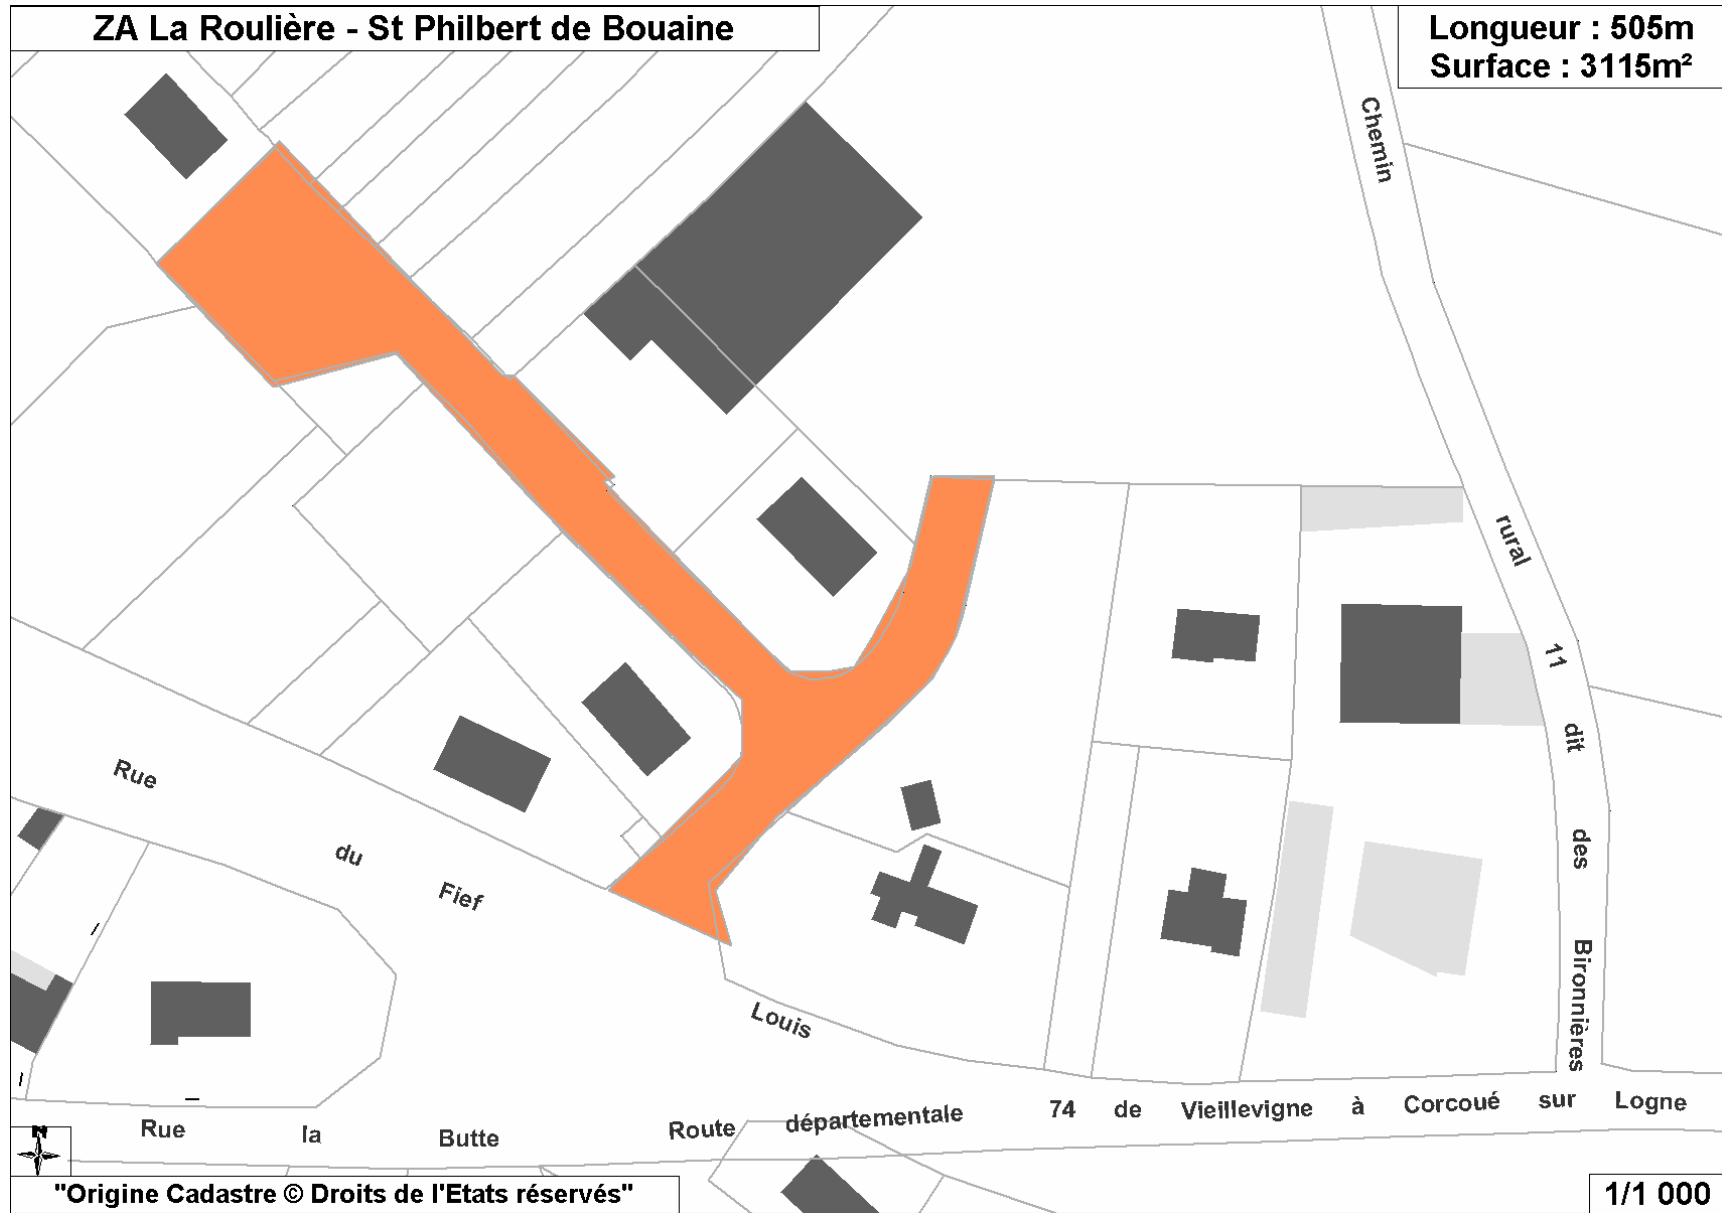 ZA La Roulière - St Philbert de Bouaine
Longueur : 505m
Surface : 3115m²
Chemin
rural
11
dit
des
Bironnières
Rue
du
Fief
Louis
Rue la Butte Route départementale 74 de Vieillevigne à Corcoué sur Logne
N
"Origine Cadastre © Droits de l'Etats réservés"
1/1 000